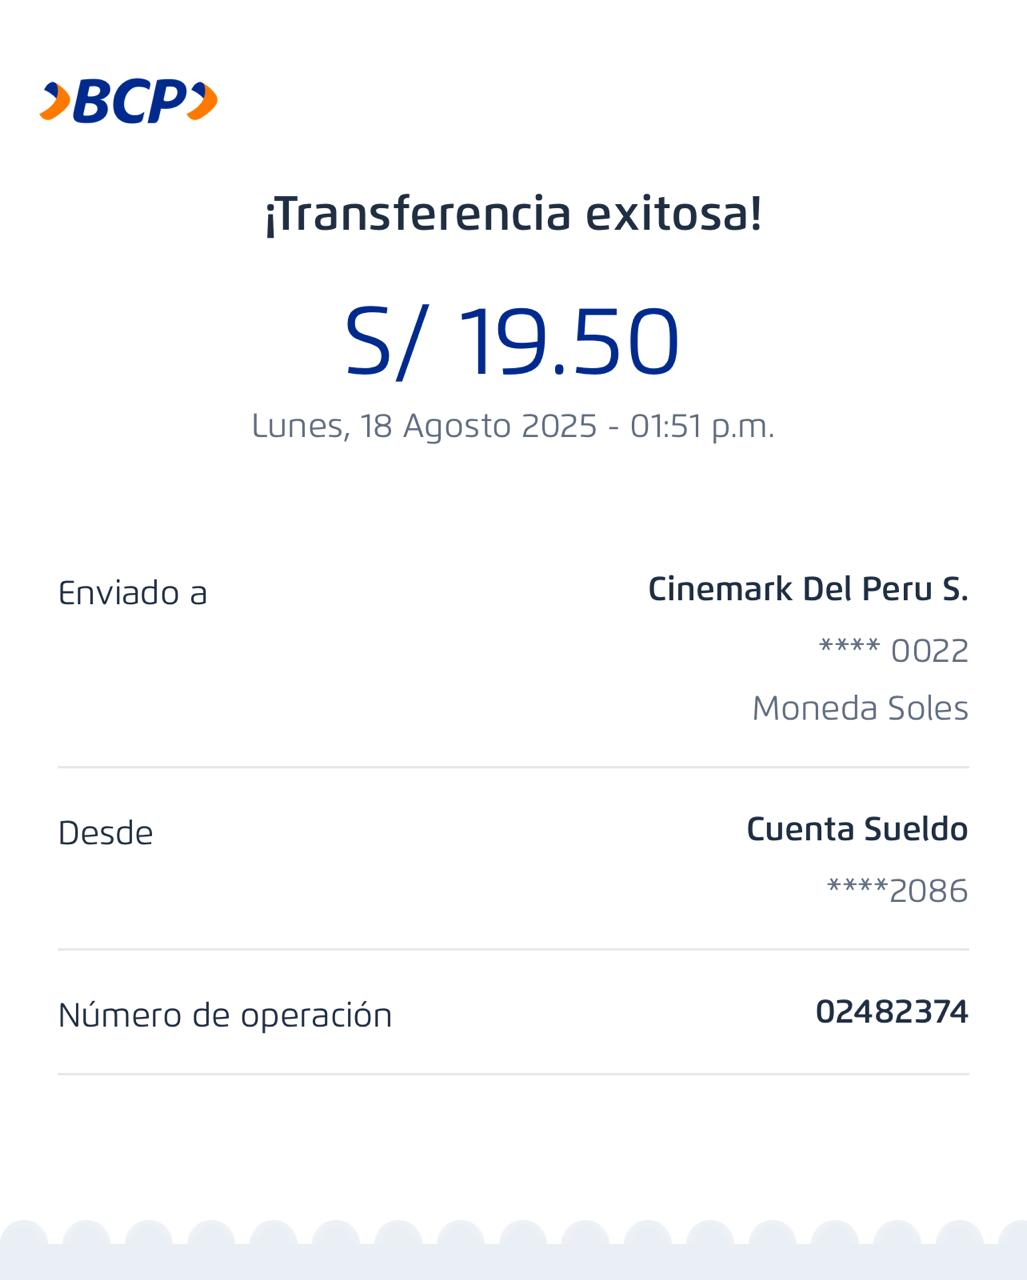 BCP
¡Transferencia exitosa!
S/ 19.50
Lunes, 18 Agosto 2025 - 01:51 p.m.
Enviado a
Cinemark Del Peru S.
**** 0022
Moneda Soles
Desde
Cuenta Sueldo
****2086
Número de operación
02482374